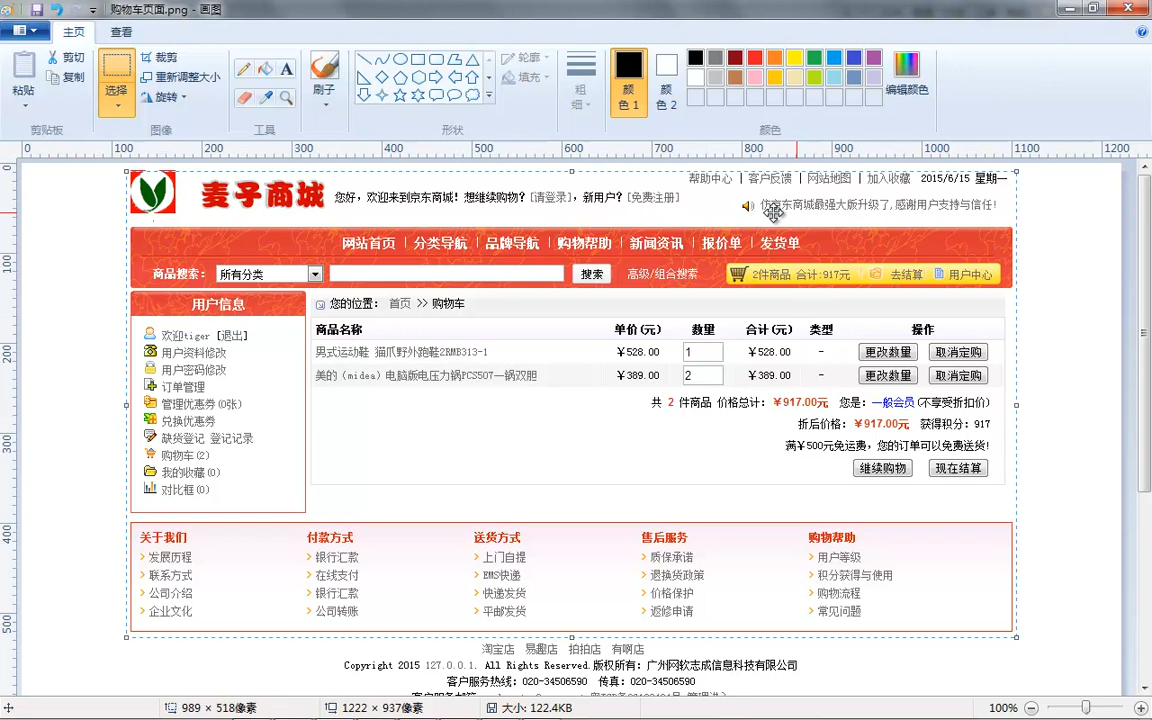 购物车页面.png - 画图
主页 查看
粘贴
剪切
复制
剪贴板
选择
裁剪
重新调整大小
旋转
图像
A
工具
刷子
形状
轮廓
填充
粗细
颜色 1
颜色 2
颜色
编辑颜色
0 100 200 300 400 500 600 700 800 900 1000 1100 1200
0
100
200
300
400
500
帮助中心 | 客户反馈 | 网站地图 | 加入收藏 2015/6/15 星期一
麦子商城
您好，欢迎来到京东商城！想继续购物？[请登录]，新用户？[免费注册]
仿京东商城最强大版升级了,感谢用户支持与信任!
网站首页 | 分类导航 | 品牌导航 | 购物帮助 | 新闻资讯 | 报价单 | 发货单
商品搜索： 所有分类 搜索 高级/组合搜索 2件商品 合计:917元 去结算 用户中心
用户信息
欢迎tiger [退出]
用户资料修改
用户密码修改
订单管理
管理优惠券(0张)
兑换优惠券
缺货登记 登记记录
购物车(2)
我的收藏(0)
对比框(0)
您的位置： 首页 >> 购物车
商品名称 单价(元) 数量 合计(元) 类型 操作
男式运动鞋 猫爪野外跑鞋2RMB313-1 ￥528.00 1 ￥528.00 - 更改数量 取消定购
美的（midea）电脑版电压力锅PCS507一锅双胆 ￥389.00 2 ￥389.00 - 更改数量 取消定购
共 2 件商品 价格总计：￥917.00元 您是：一般会员(不享受折扣价)
折后价格：￥917.00元 获得积分：917
满￥500元免运费，您的订单可以免费送货!
继续购物 现在结算
关于我们
发展历程
联系方式
公司介绍
企业文化
付款方式
银行汇款
在线支付
银行汇款
公司转账
送货方式
上门自提
EMS快递
快递发货
平邮发货
售后服务
质保承诺
退换货政策
价格保护
返修申请
购物帮助
用户等级
积分获得与使用
购物流程
常见问题
淘宝店 易趣店 拍拍店 有啊店
Copyright 2015 127.0.0.1. All Rights Reserved.版权所有：广州网软志成信息科技有限公司
客户服务热线：020-34506590 传真：020-34506590
989 × 518像素 1222 × 937像素 大小: 122.4KB 100%